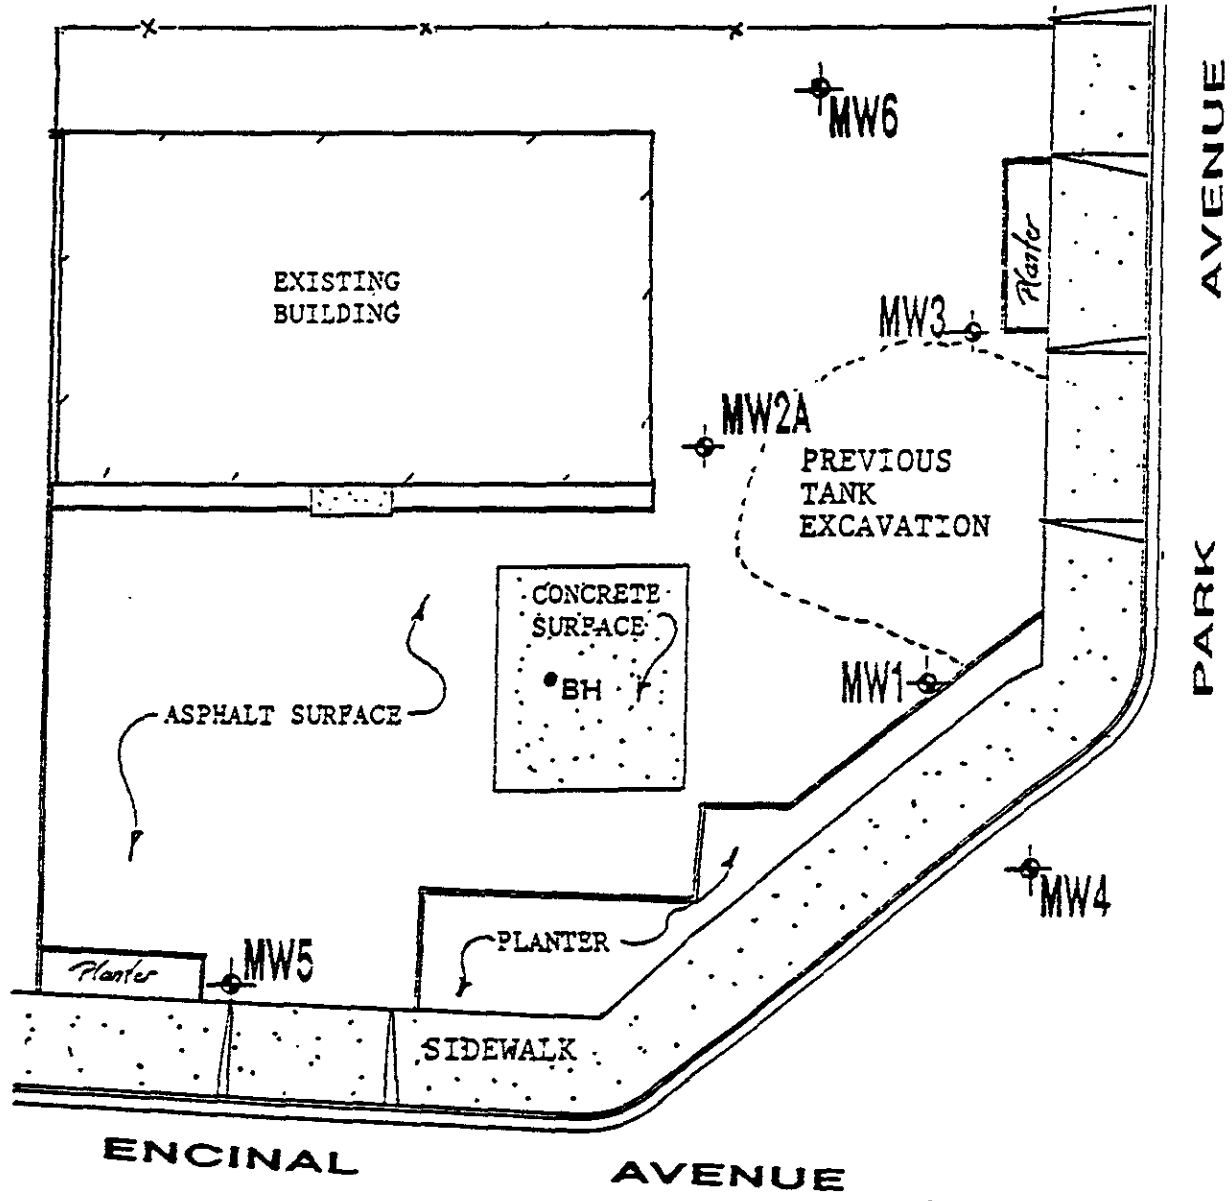 MW6
AVENUE
Planter
EXISTING
BUILDING
MW3
MW2A
PREVIOUS
TANK
EXCAVATION
PARK
CONCRETE
SURFACE
BH
MW1
ASPHALT SURFACE
MW4
PLANTER
MW5
Planter
SIDEWALK
ENCINAL AVENUE